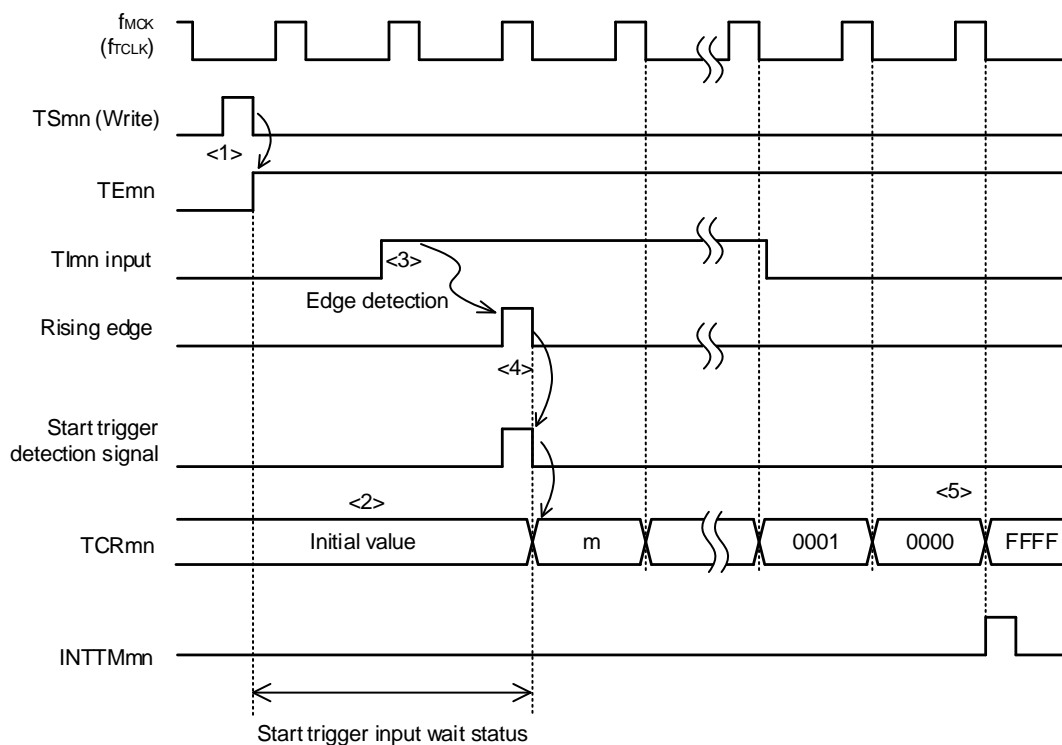 fMCK
(fTCLK)
TSmn (Write)
<1>
TEmn
TImn input
<3>
Edge detection
Rising edge
<4>
Start trigger
detection signal
<2>
<5>
TCRmn
Initial value
m
0001
0000
FFFF
INTTMmn
Start trigger input wait status